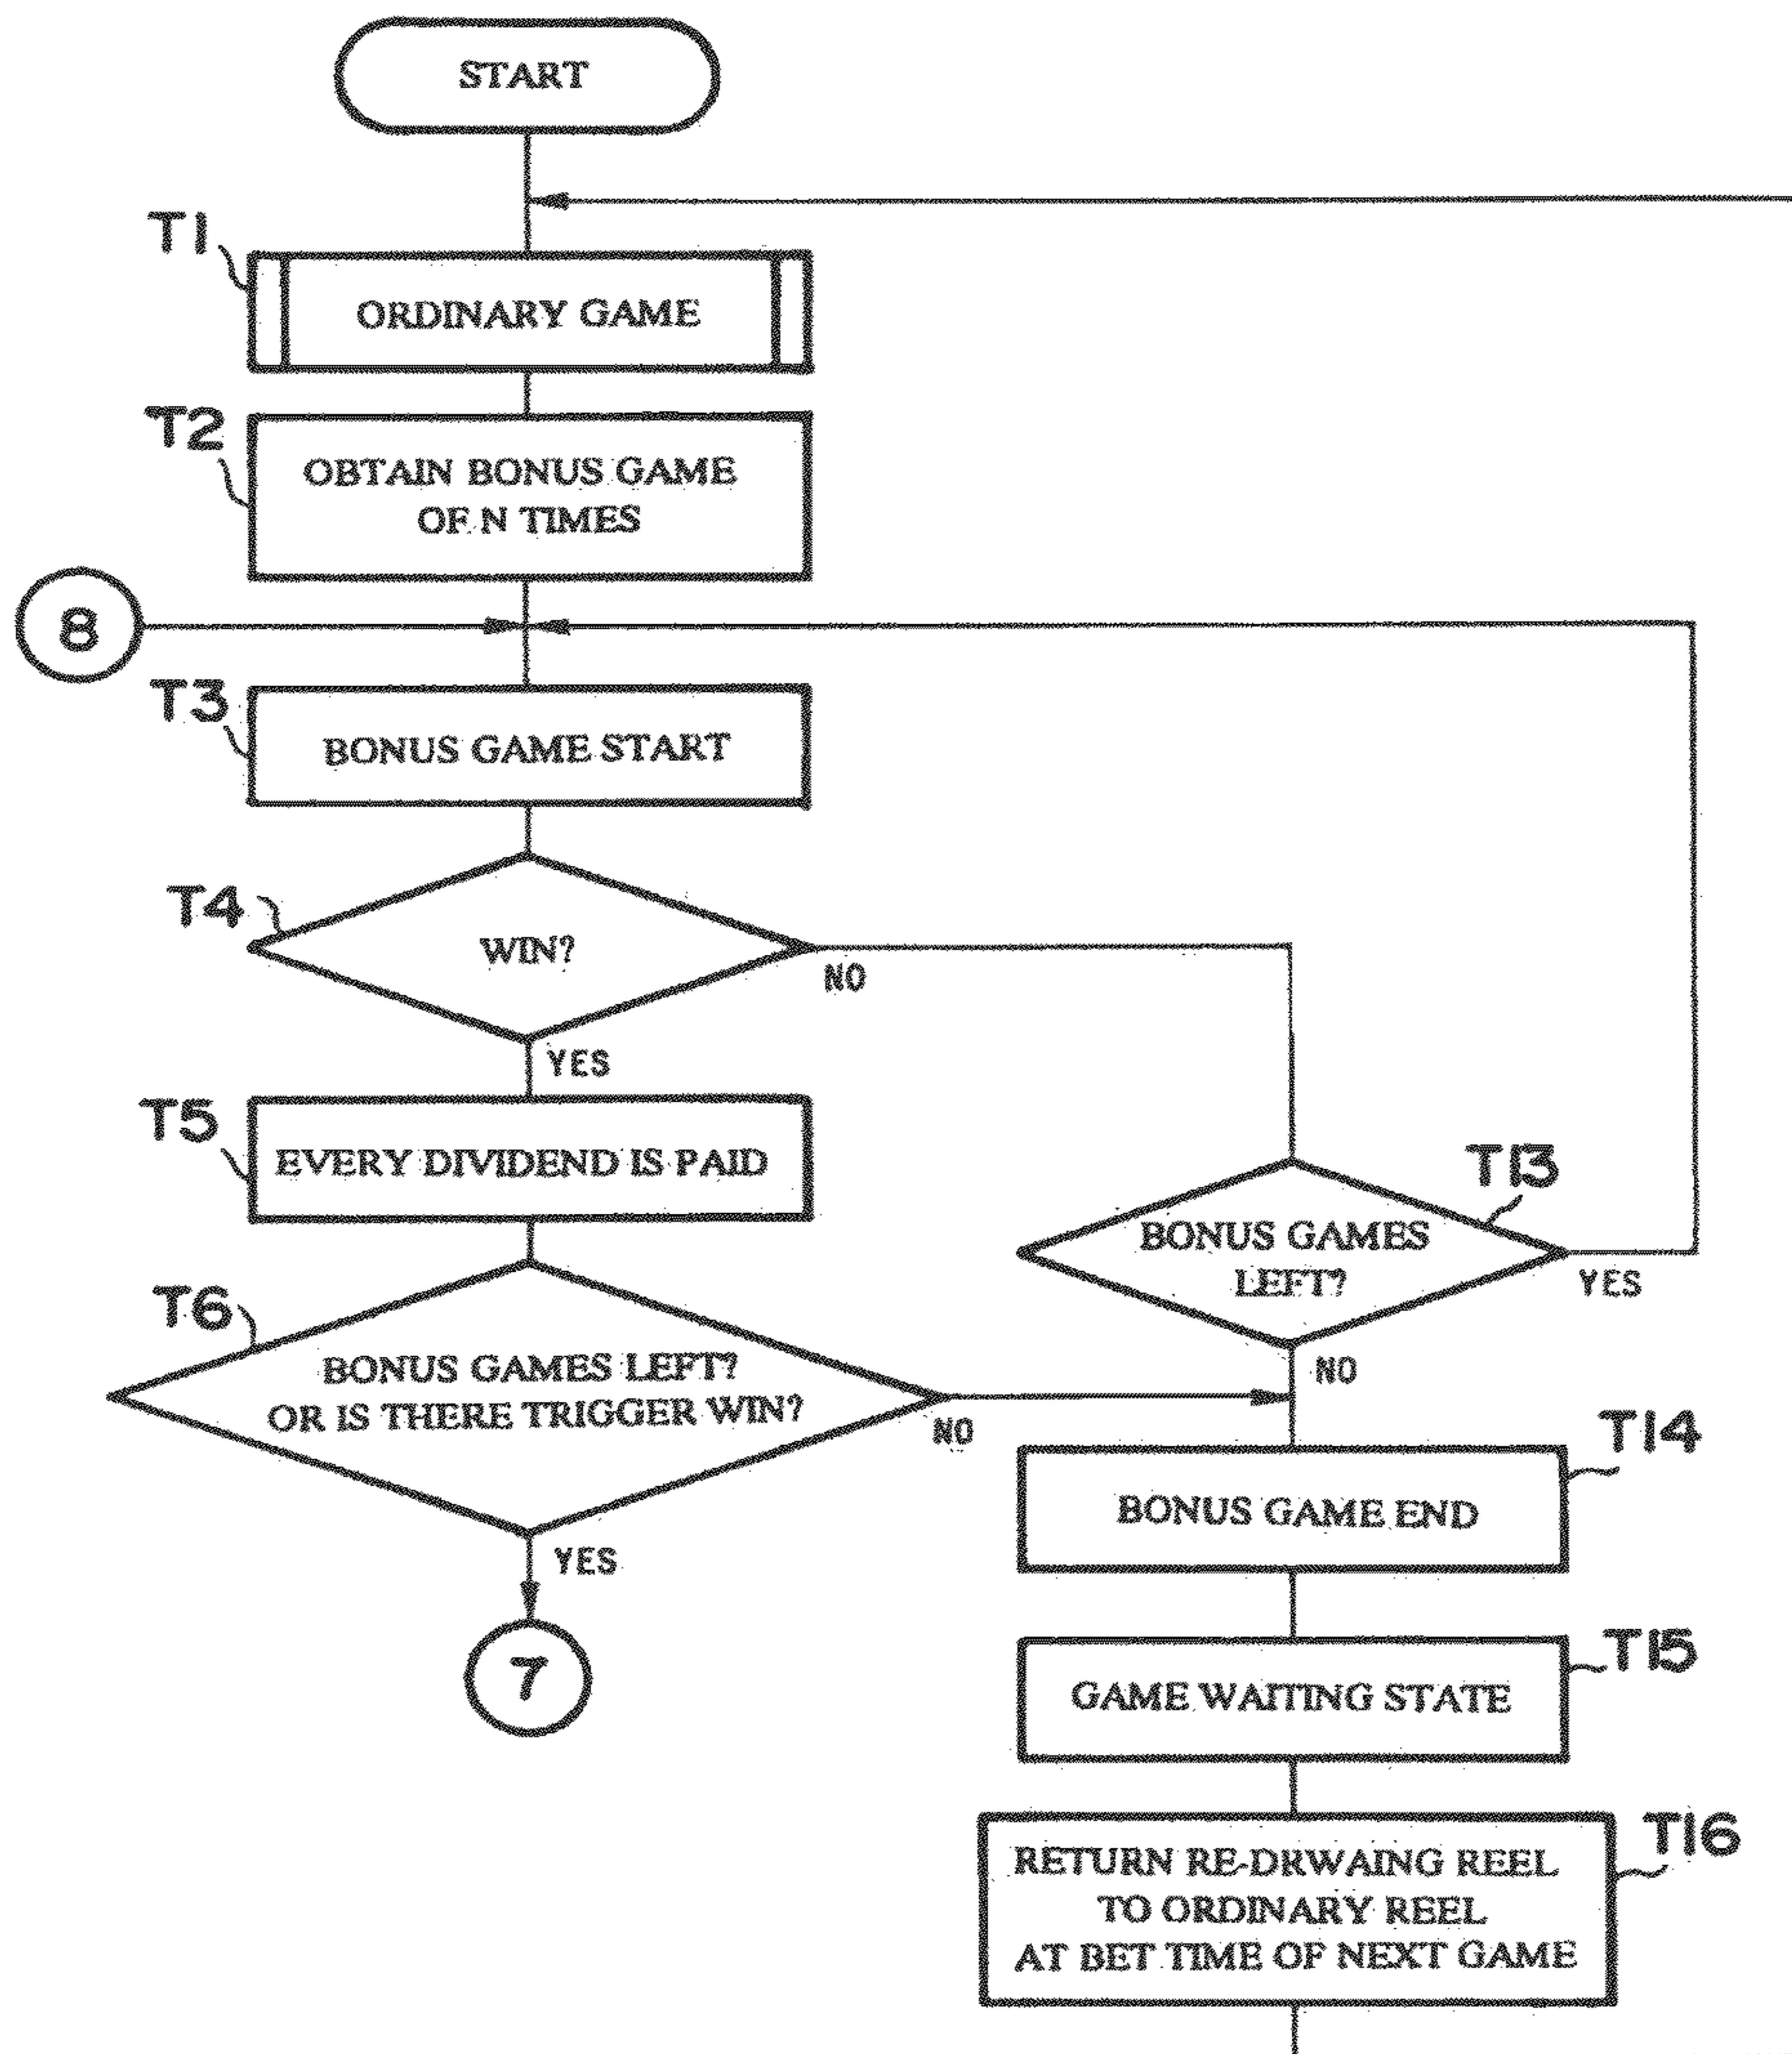 START
T1
ORDINARY GAME
T2
OBTAIN BONUS GAME
OF N TIMES
8
T3
BONUS GAME START
T4
WIN?
NO
YES
T5
EVERY DIVIDEND IS PAID
T13
BONUS GAMES
LEFT?
YES
NO
T6
BONUS GAMES LEFT?
OR IS THERE TRIGGER WIN?
NO
YES
7
T14
BONUS GAME END
T15
GAME WAITING STATE
T16
RETURN RE-DRWAING REEL
TO ORDINARY REEL
AT BET TIME OF NEXT GAME